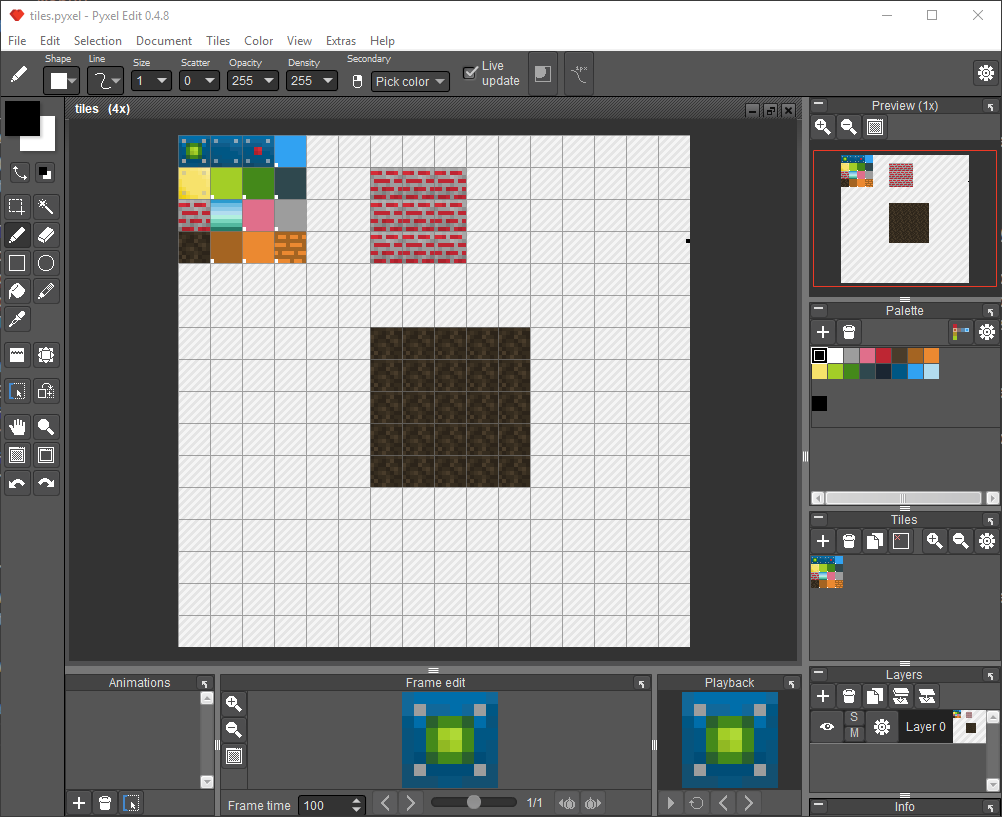 tiles.pyxel - Pyxel Edit 0.4.8
File Edit Selection Document Tiles Color View Extras Help
Shape Line Size Scatter Opacity Density Secondary
1 0 255 255 Pick color Live update
tiles (4x)
Preview (1x)
Palette
Tiles
Layers
S
M
Layer 0
Info
Animations
Frame edit
Frame time 100
1/1
Playback